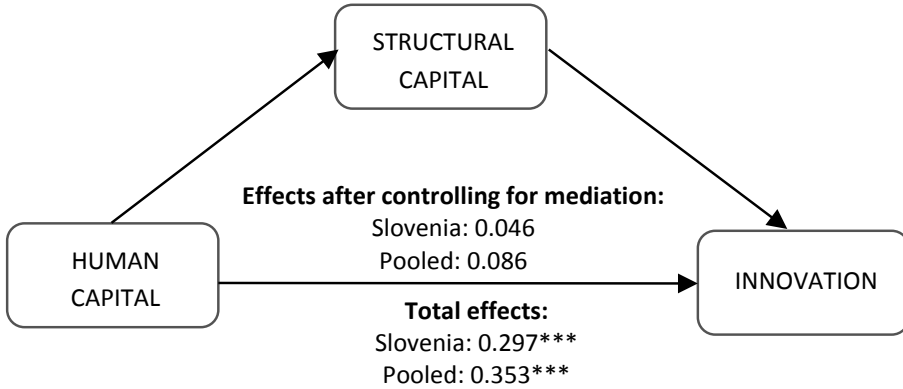 STRUCTURAL
CAPITAL
Effects after controlling for mediation:
Slovenia: 0.046
Pooled: 0.086
HUMAN
CAPITAL
INNOVATION
Total effects:
Slovenia: 0.297***
Pooled: 0.353***